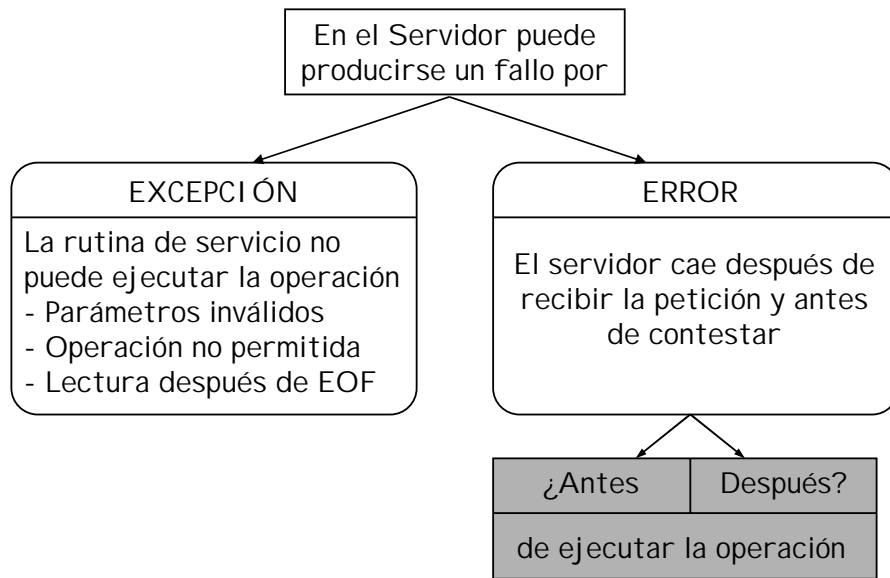 En el Servidor puede
producirse un fallo por
EXCEPCIÓN
La rutina de servicio no
puede ejecutar la operación
- Parámetros inválidos
- Operación no permitida
- Lectura después de EOF
ERROR
El servidor cae después de
recibir la petición y antes
de contestar
¿Antes
Después?
de ejecutar la operación